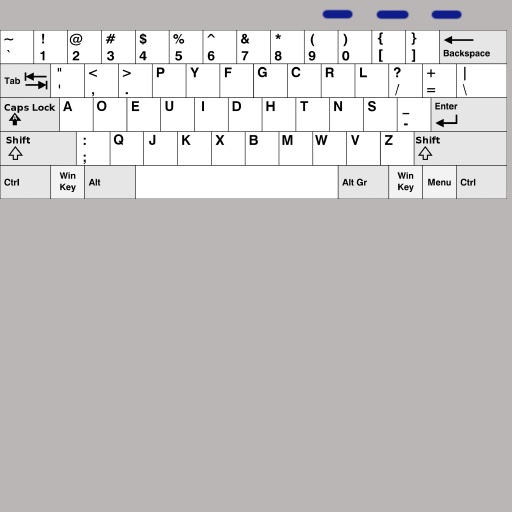 ~ ! @ # $ % ^ & * ( ) { }
` 1 2 3 4 5 6 7 8 9 0 [ ] Backspace
Tab " < > P Y F G C R L ? + |
' , . / = \
Caps Lock A O E U I D H T N S _ - Enter
Shift : Q J K X B M W V Z Shift
;
Ctrl Win Key Alt Alt Gr Win Key Menu Ctrl